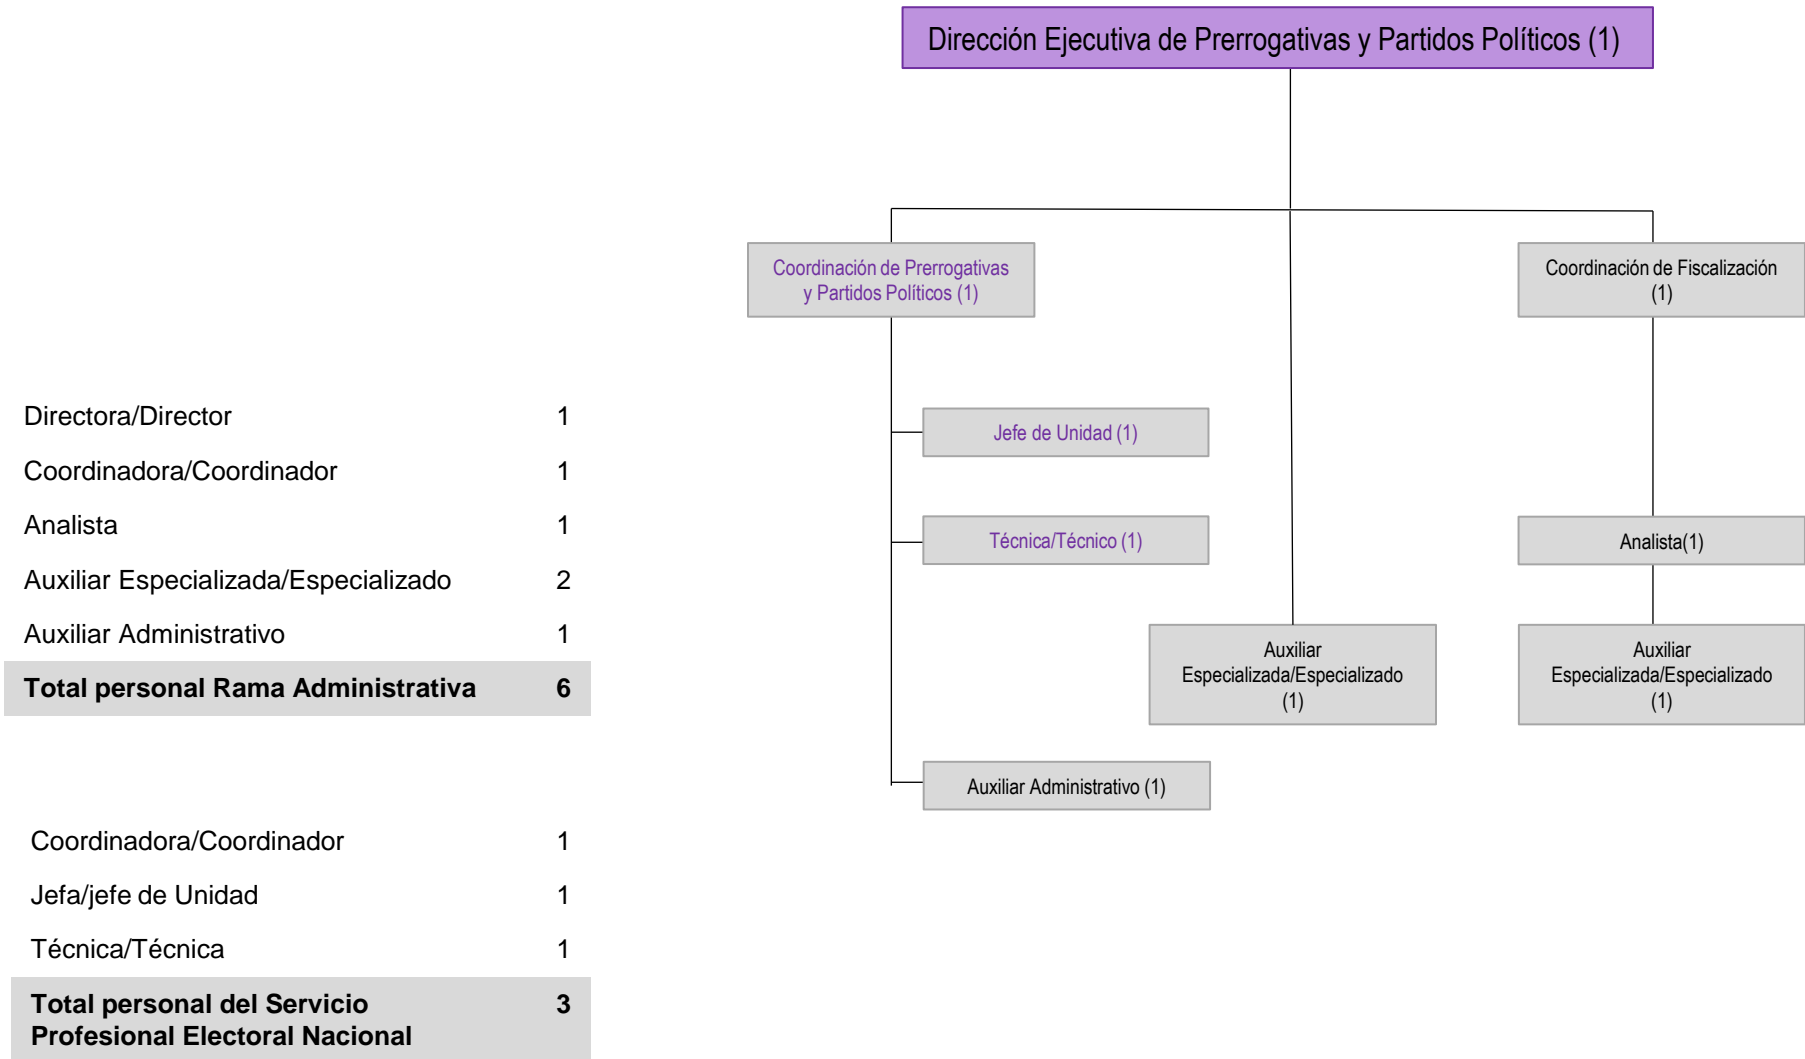 Dirección Ejecutiva de Prerrogativas y Partidos Políticos (1)
Coordinación de Prerrogativas
y Partidos Políticos (1)
Coordinación de Fiscalización
(1)
Jefe de Unidad (1)
Técnica/Técnico (1)
Analista(1)
Auxiliar
Especializada/Especializado
(1)
Auxiliar
Especializada/Especializado
(1)
Auxiliar Administrativo (1)
Directora/Director 1
Coordinadora/Coordinador 1
Analista 1
Auxiliar Especializada/Especializado 2
Auxiliar Administrativo 1
Total personal Rama Administrativa 6
Coordinadora/Coordinador 1
Jefa/jefe de Unidad 1
Técnica/Técnica 1
Total personal del Servicio 3
Profesional Electoral Nacional